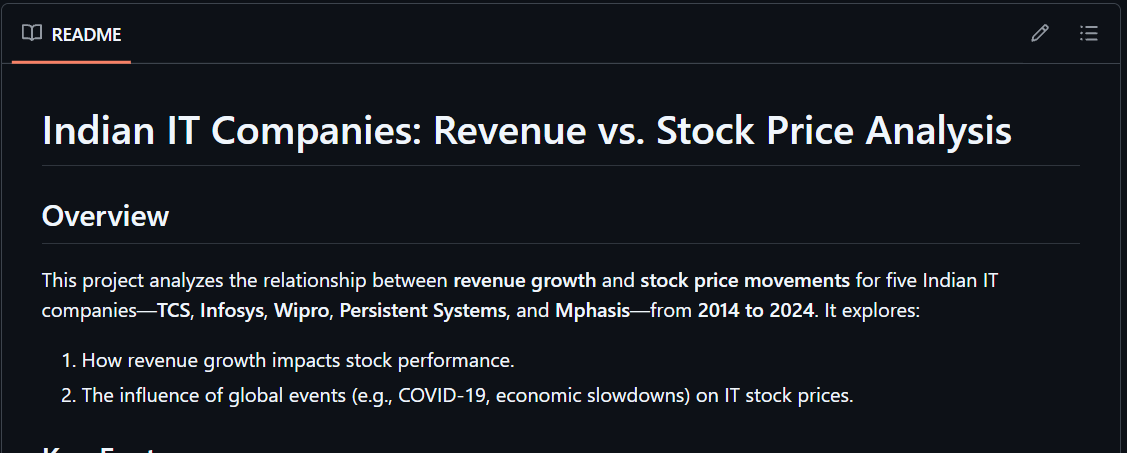 README
Indian IT Companies: Revenue vs. Stock Price Analysis
Overview
This project analyzes the relationship between revenue growth and stock price movements for five Indian IT
companies—TCS, Infosys, Wipro, Persistent Systems, and Mphasis—from 2014 to 2024. It explores:
1. How revenue growth impacts stock performance.
2. The influence of global events (e.g., COVID-19, economic slowdowns) on IT stock prices.